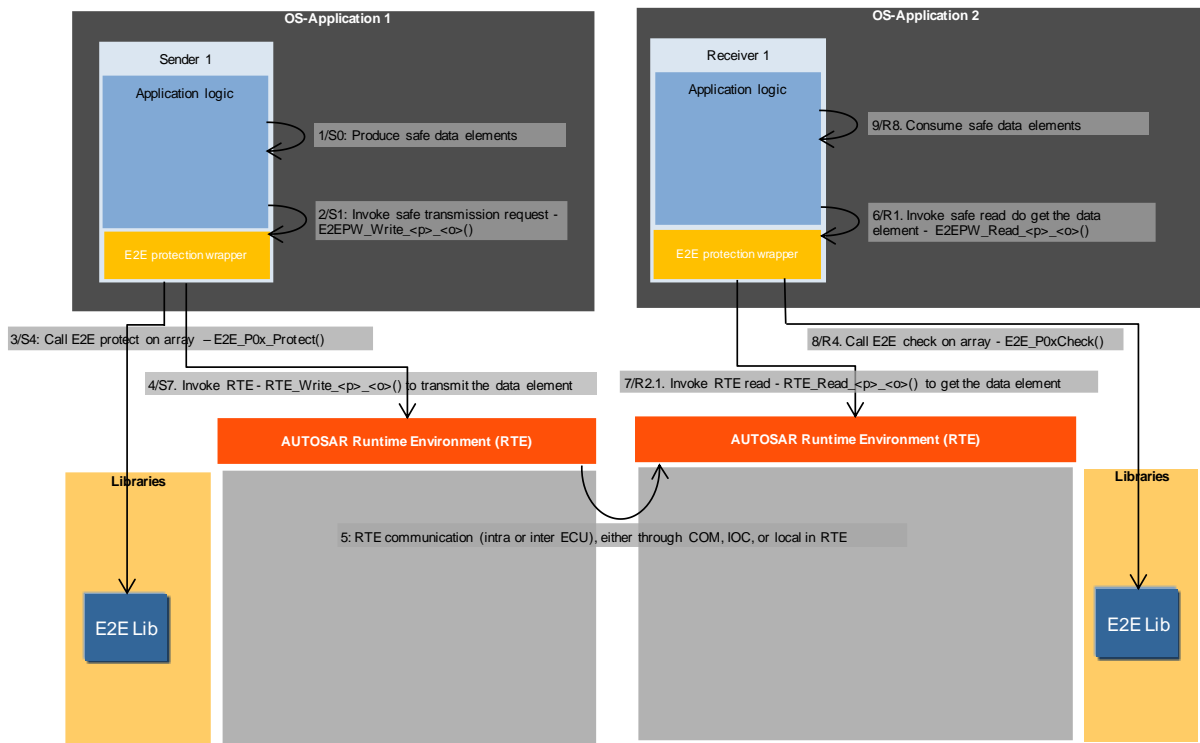 OS-Application 1
Sender 1
Application logic
1/S0: Produce safe data elements
2/S1: Invoke safe transmission request -
E2EPW_Write_<p>_<o>()
E2E protection wrapper
3/S4: Call E2E protect on array – E2E_P0x_Protect()
4/S7. Invoke RTE - RTE_Write_<p>_<o>() to transmit the data element
AUTOSAR Runtime Environment (RTE)
Libraries
E2E Lib
OS-Application 2
Receiver 1
Application logic
9/R8. Consume safe data elements
6/R1. Invoke safe read do get the data
element - E2EPW_Read_<p>_<o>()
E2E protection wrapper
8/R4. Call E2E check on array - E2E_P0xCheck()
7/R2.1. Invoke RTE read - RTE_Read_<p>_<o>() to get the data element
AUTOSAR Runtime Environment (RTE)
Libraries
5: RTE communication (intra or inter ECU), either through COM, IOC, or local in RTE
E2E Lib